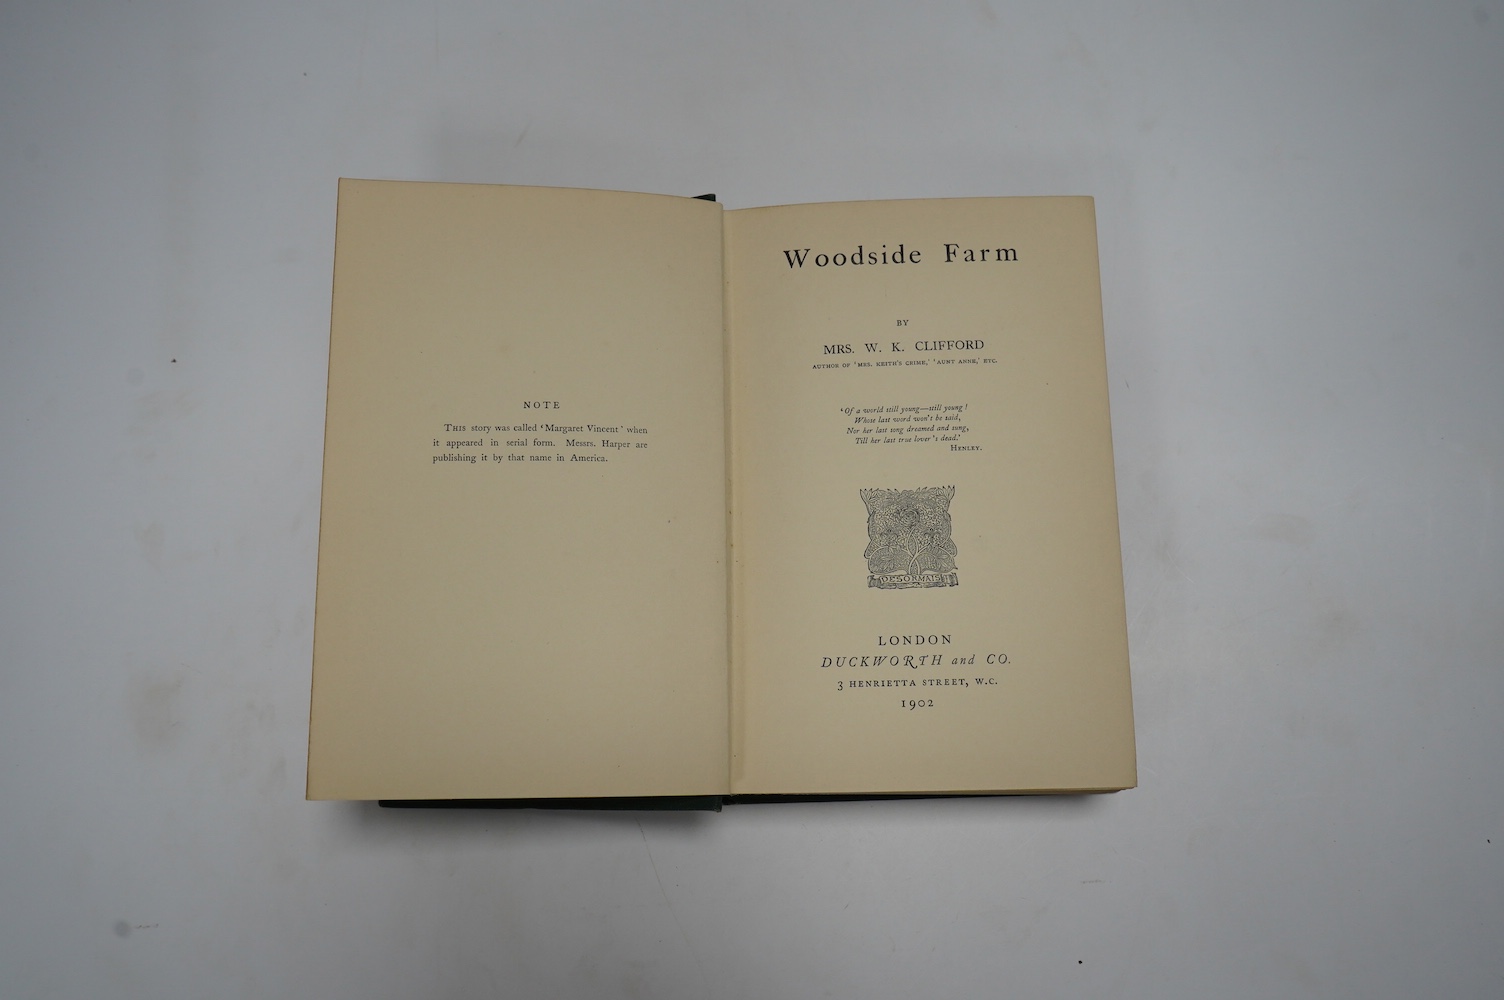 NOTE
THIS story was called ‘Margaret Vincent’ when
it appeared in serial form. Messrs. Harper are
publishing it by that name in America.
Woodside Farm
BY
MRS. W. K. CLIFFORD
AUTHOR OF ‘MRS. KEITH'S CRIME,’ ‘AUNT ANNE,’ ETC.
‘Of a world still young—still young!
Whose last word won't be said,
Nor her last song dreamed and sung,
Till her last true lover's dead.’
HENLEY.
DESORMAIS
LONDON
DUCKWORTH and CO.
3 HENRIETTA STREET, W.C.
1902